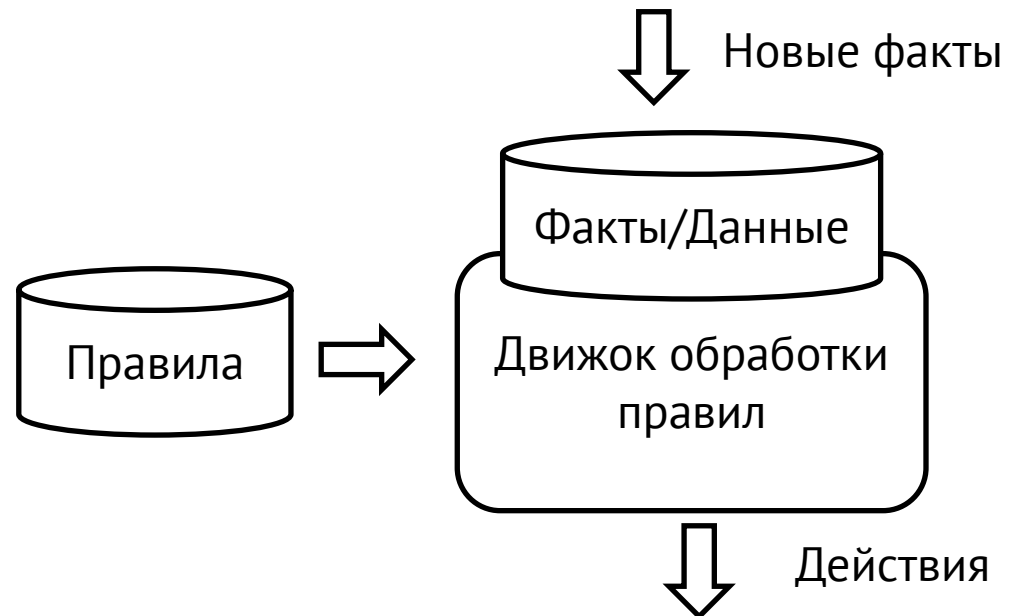 Новые факты
Факты/Данные
Правила
Движок обработки
правил
Действия